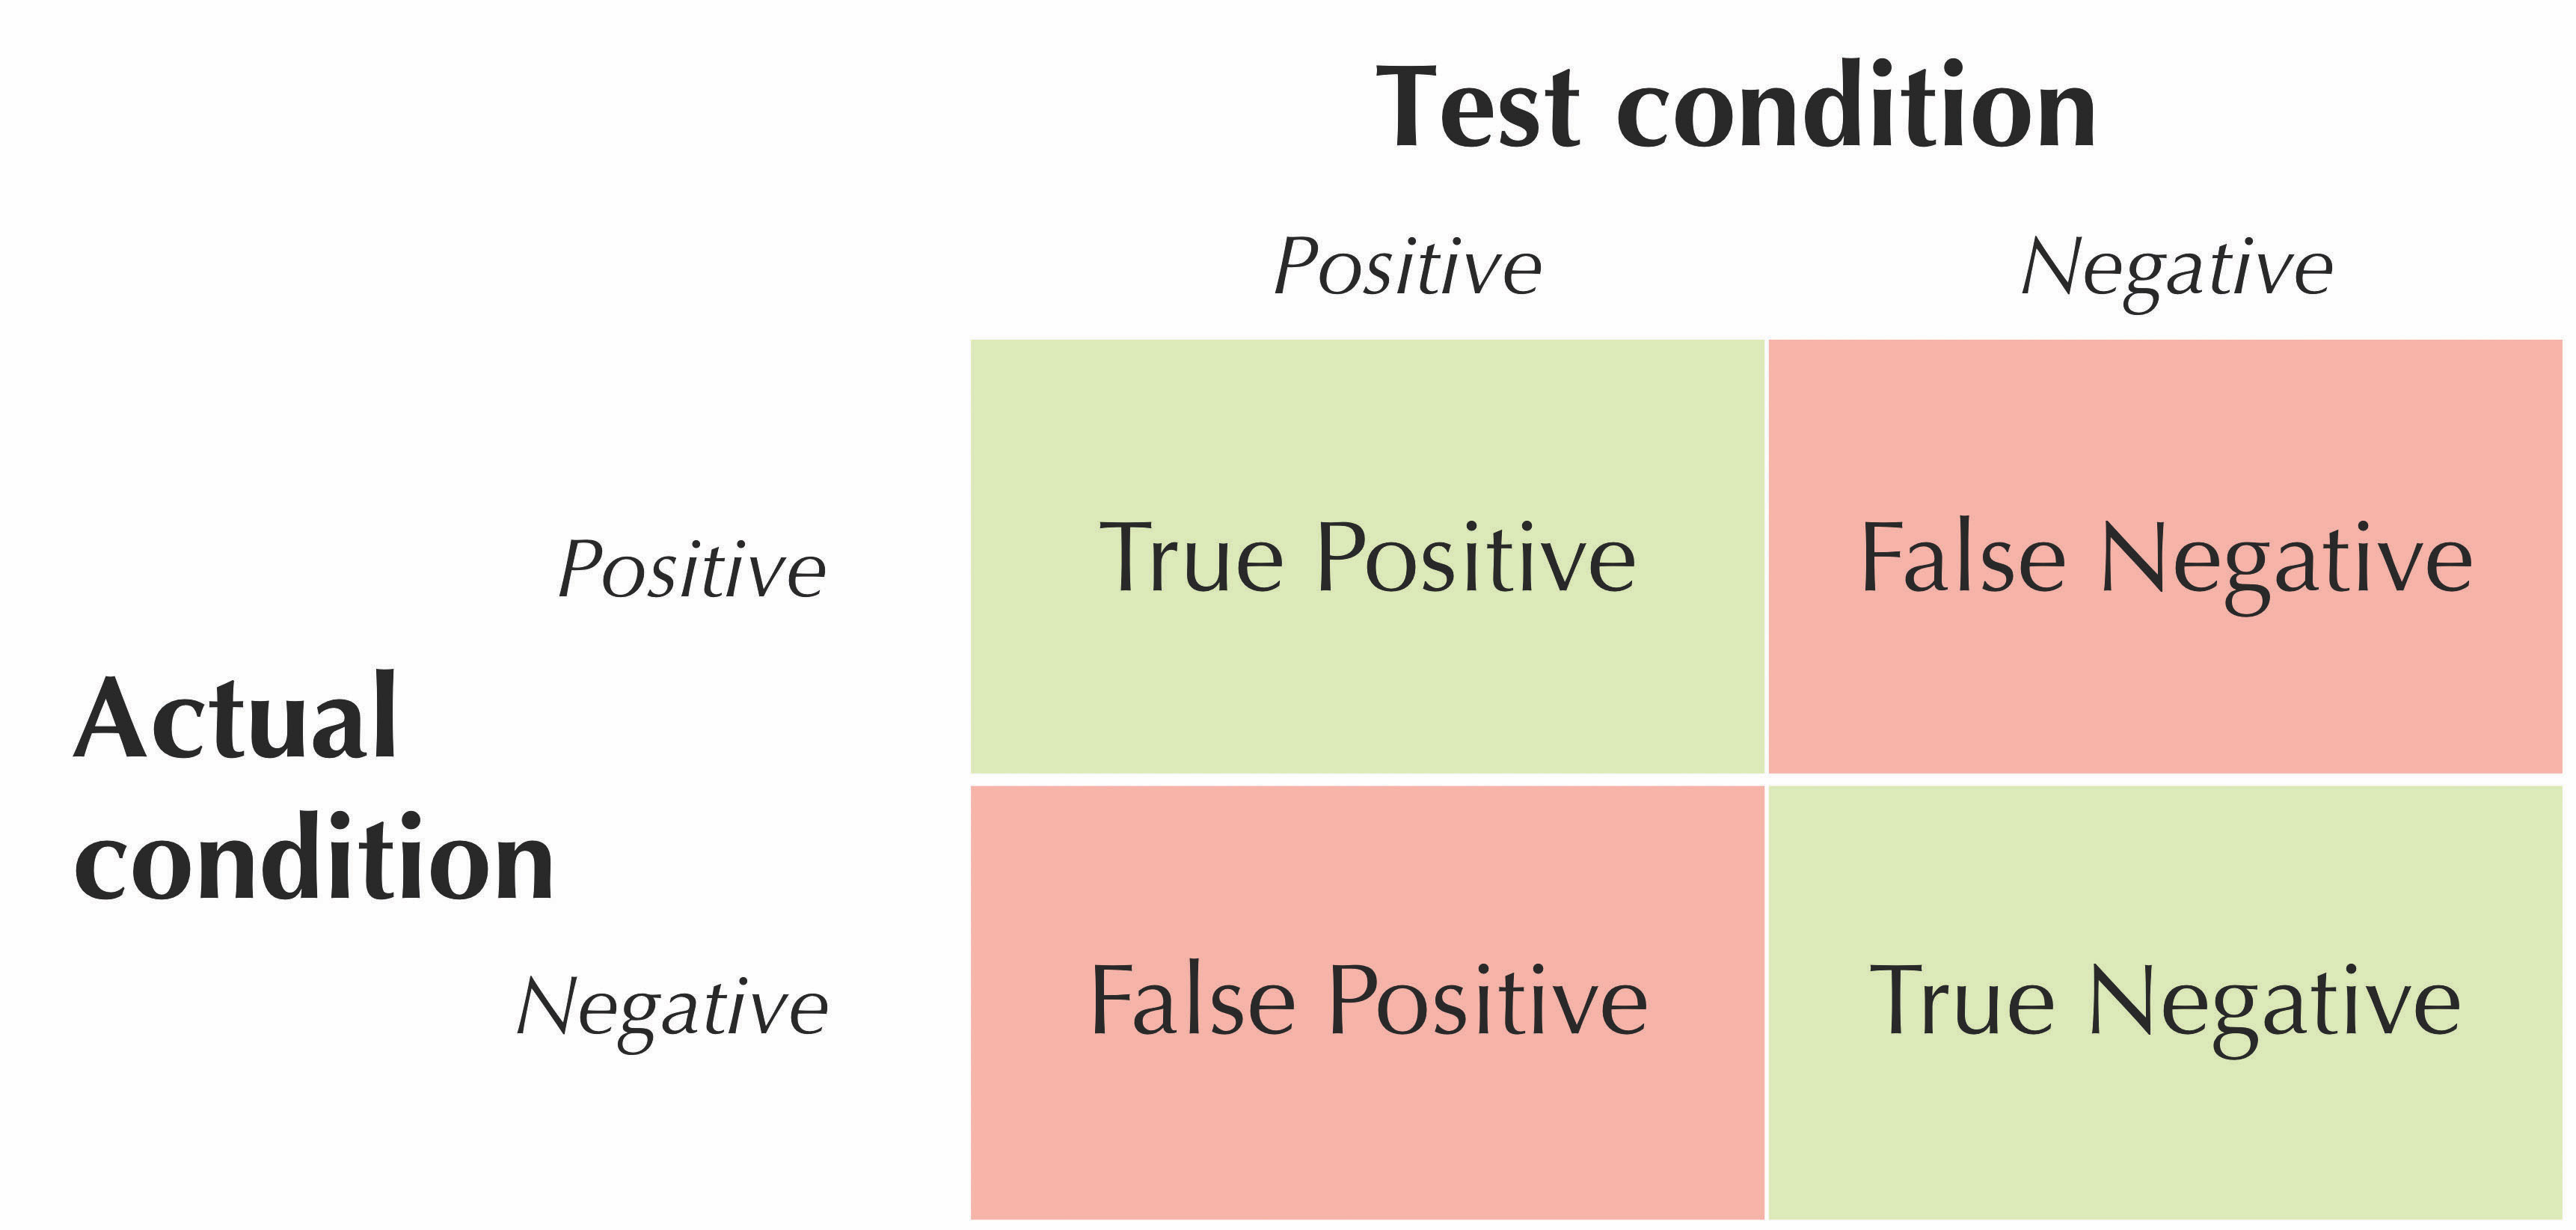 Test condition
Positive Negative
Positive True Positive False Negative
Actual
condition
Negative False Positive True Negative